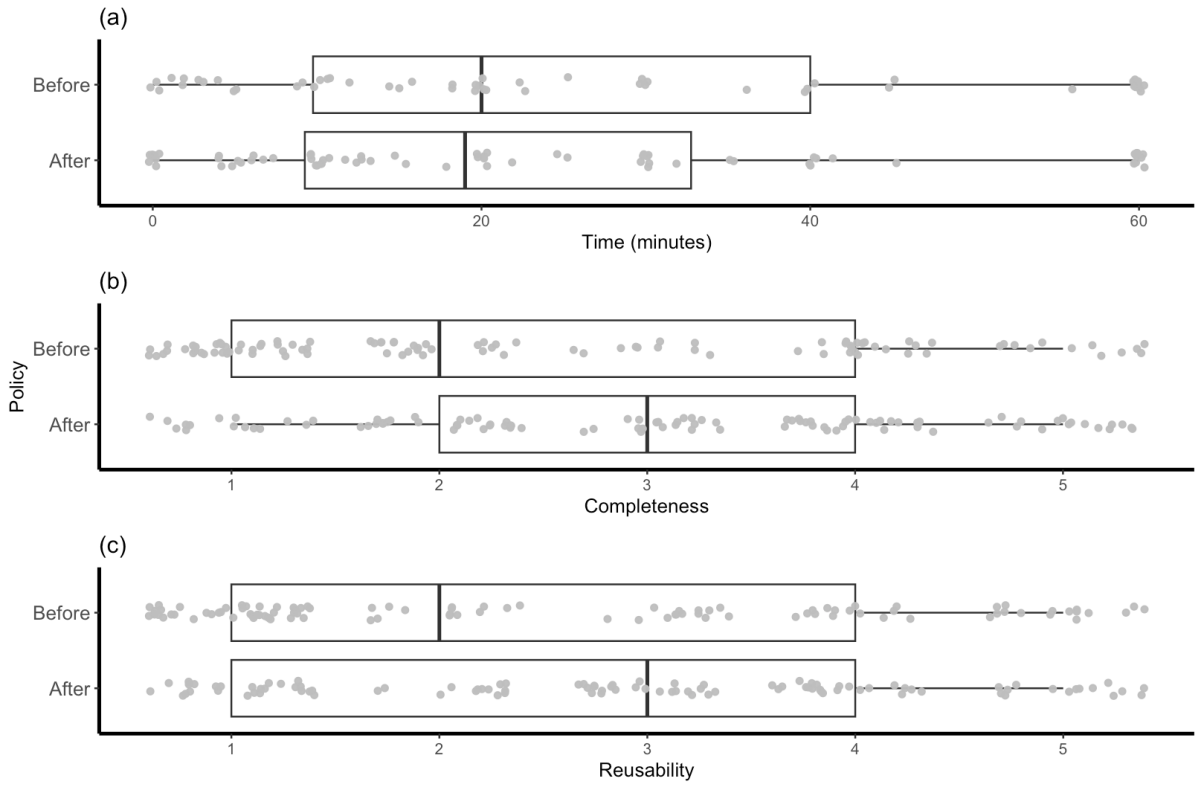 (a)
Before
After
0 20 40 60
Time (minutes)
(b)
Policy
Before
After
1 2 3 4 5
Completeness
(c)
Before
After
1 2 3 4 5
Reusability